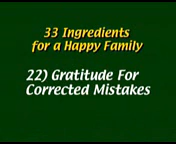 33 Ingredients
for a Happy Family
22) Gratitude For
Corrected Mistakes